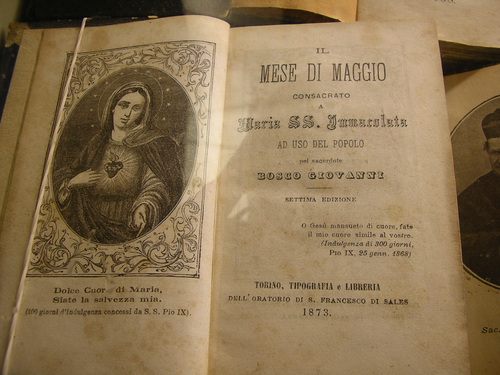 Dolce Cuor di Maria,
Siate la salvezza mia.
(300 giorni d'Indulgenza concessi da S. S. Pio IX).
IL
MESE DI MAGGIO
CONSACRATO
A
Maria SS. Immacolata
AD USO DEL POPOLO
pel sacerdote
BOSCO GIOVANNI
SETTIMA EDIZIONE
O Gesù mansueto di cuore, fate
il mio cuore simile al vostro.
(Indulgenza di 300 giorni,
Pio IX. 25 genn. 1868)
TORINO, TIPOGRAFIA e LIBRERIA
DELL'ORATORIO DI S. FRANCESCO DI SALES
1873.
Sac